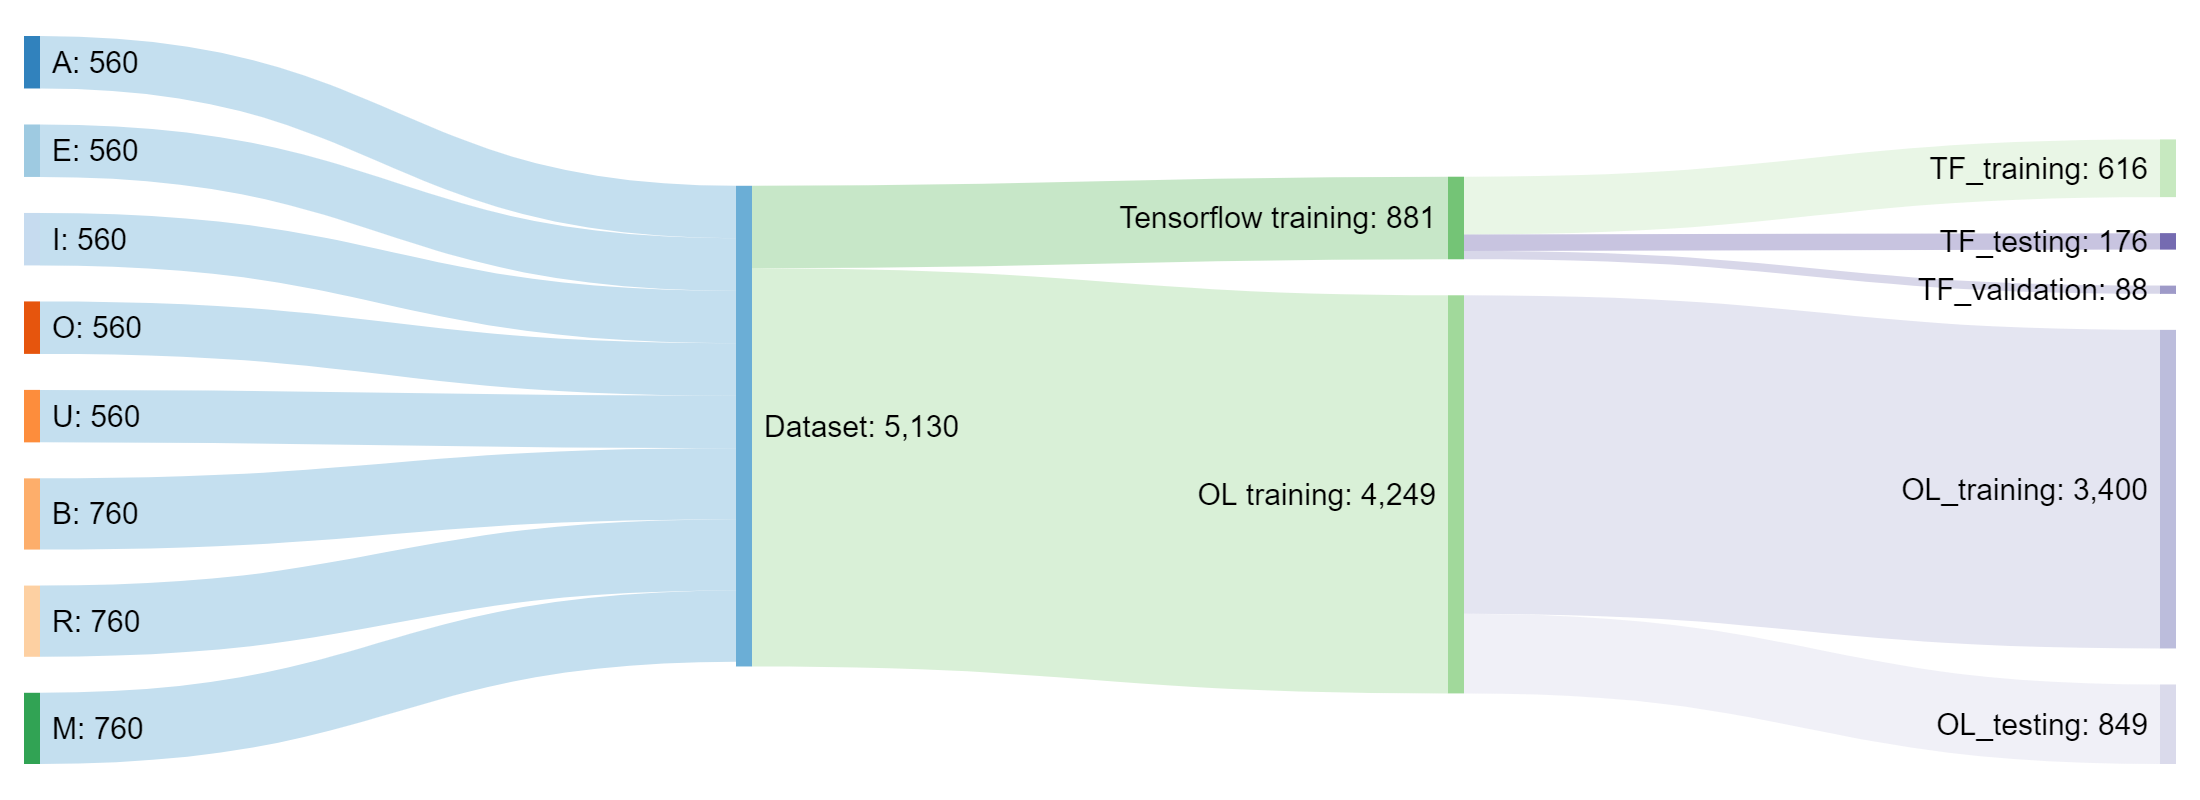 A: 560
E: 560
I: 560
O: 560
U: 560
B: 760
R: 760
M: 760
Dataset: 5,130
Tensorflow training: 881
OL training: 4,249
TF_training: 616
TF_testing: 176
TF_validation: 88
OL_training: 3,400
OL_testing: 849